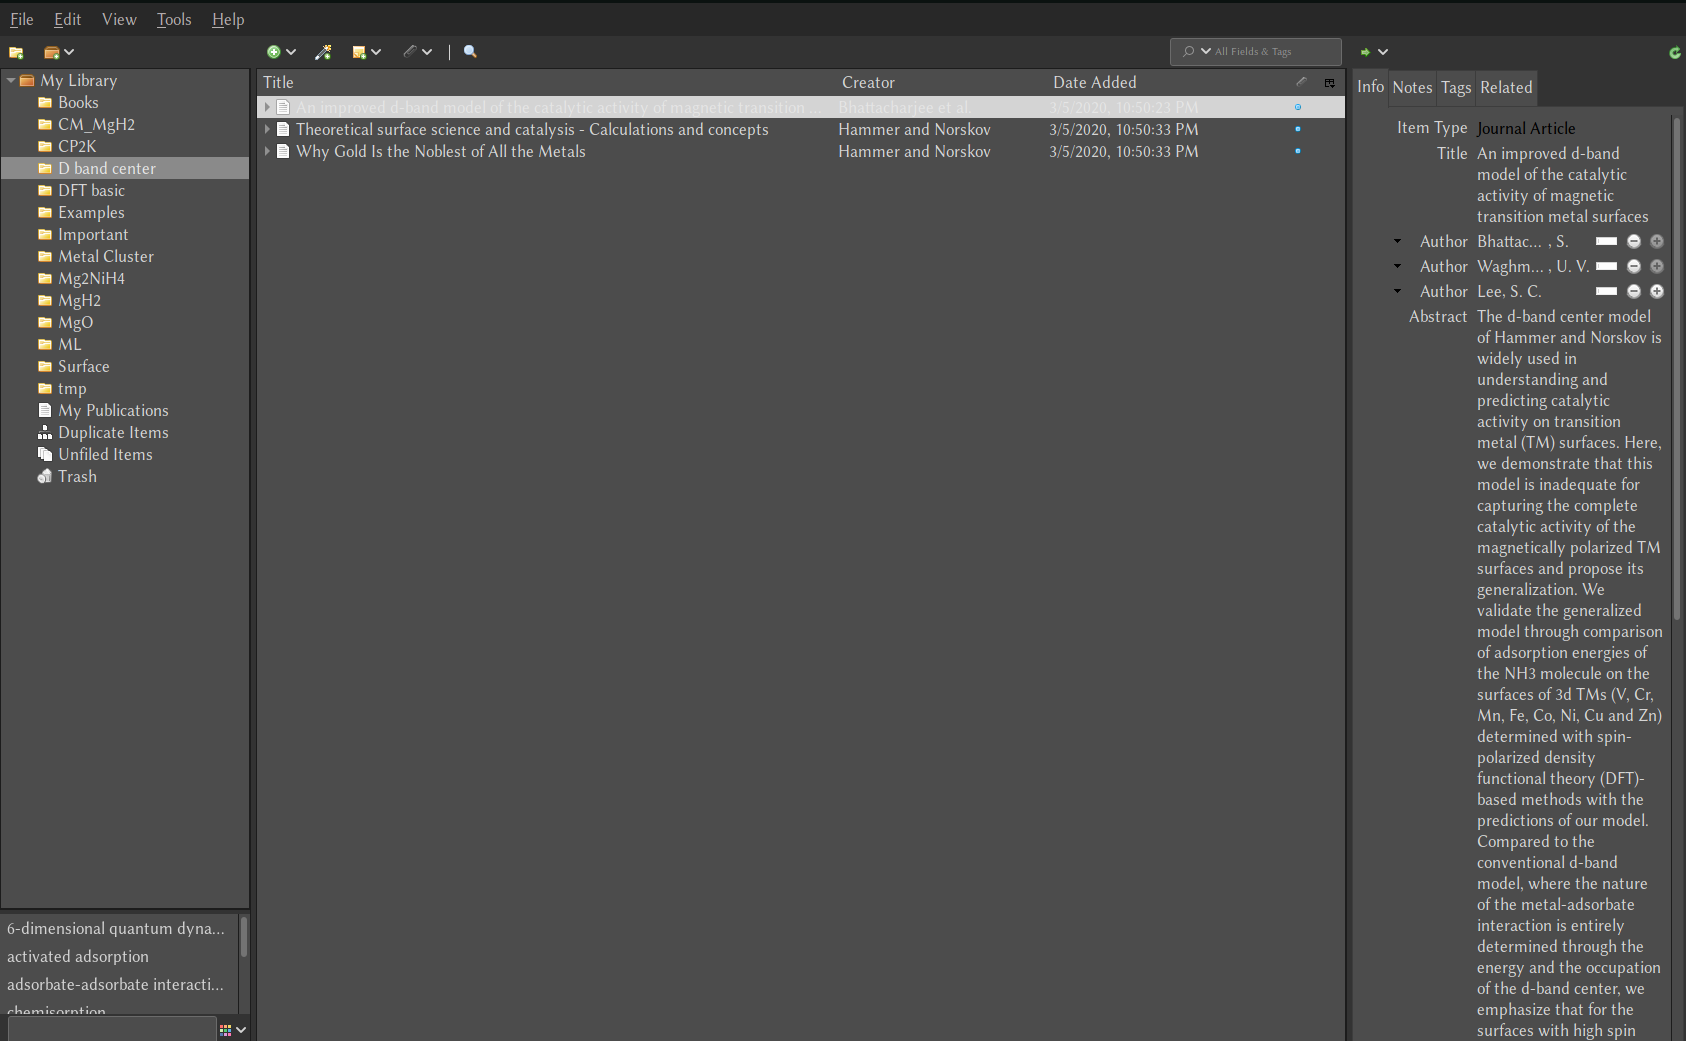 File Edit View Tools Help
All Fields & Tags
My Library
Books
CM_MgH2
CP2K
D band center
DFT basic
Examples
Important
Metal Cluster
Mg2NiH4
MgH2
MgO
ML
Surface
tmp
My Publications
Duplicate Items
Unfiled Items
Trash
6-dimensional quantum dyna...
activated adsorption
adsorbate-adsorbate interacti...
chemisorption
Title Creator Date Added
An improved d-band model of the catalytic activity of magnetic transition ... Bhattacharjee et al. 3/5/2020, 10:50:23 PM
Theoretical surface science and catalysis - Calculations and concepts Hammer and Norskov 3/5/2020, 10:50:33 PM
Why Gold Is the Noblest of All the Metals Hammer and Norskov 3/5/2020, 10:50:33 PM
Info Notes Tags Related
Item Type Journal Article
Title An improved d-band
model of the catalytic
activity of magnetic
transition metal surfaces
Author Bhattac... , S.
Author Waghm... , U. V.
Author Lee, S. C.
Abstract The d-band center model
of Hammer and Norskov is
widely used in
understanding and
predicting catalytic
activity on transition
metal (TM) surfaces. Here,
we demonstrate that this
model is inadequate for
capturing the complete
catalytic activity of the
magnetically polarized TM
surfaces and propose its
generalization. We
validate the generalized
model through comparison
of adsorption energies of
the NH3 molecule on the
surfaces of 3d TMs (V, Cr,
Mn, Fe, Co, Ni, Cu and Zn)
determined with spin-
polarized density
functional theory (DFT)-
based methods with the
predictions of our model.
Compared to the
conventional d-band
model, where the nature
of the metal-adsorbate
interaction is entirely
determined through the
energy and the occupation
of the d-band center, we
emphasize that for the
surfaces with high spin